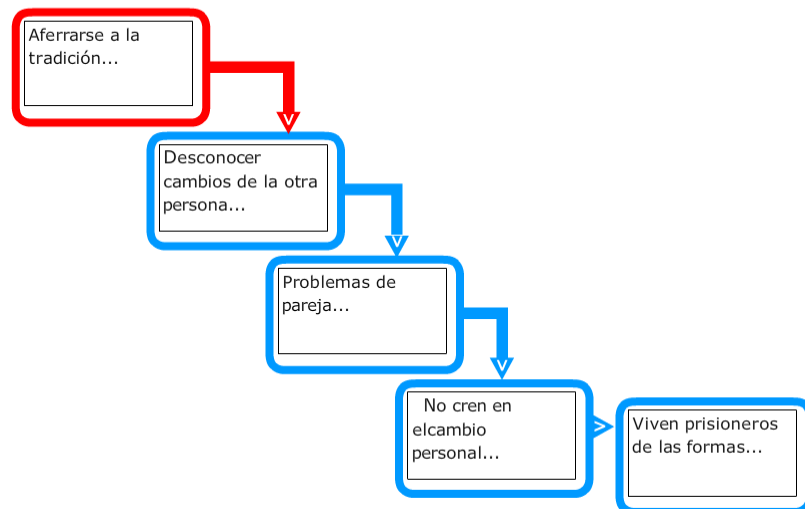 Aferrarse a la
tradición...
Desconocer
cambios de la otra
persona...
Problemas de
pareja...
No cren en
elcambio
personal...
Viven prisioneros
de las formas...